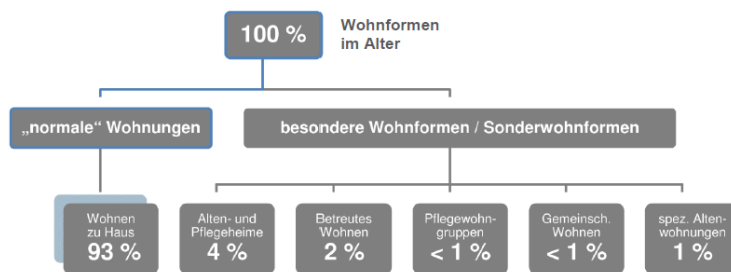 100 %
Wohnformen
im Alter
„normale“ Wohnungen
besondere Wohnformen / Sonderwohnformen
Wohnen
zu Haus
93 %
Alten- und
Pflegeheime
4 %
Betreutes
Wohnen
2 %
Pflegewohn-
gruppen
< 1 %
Gemeinsch.
Wohnen
< 1 %
spez. Alten-
wohnungen
1 %